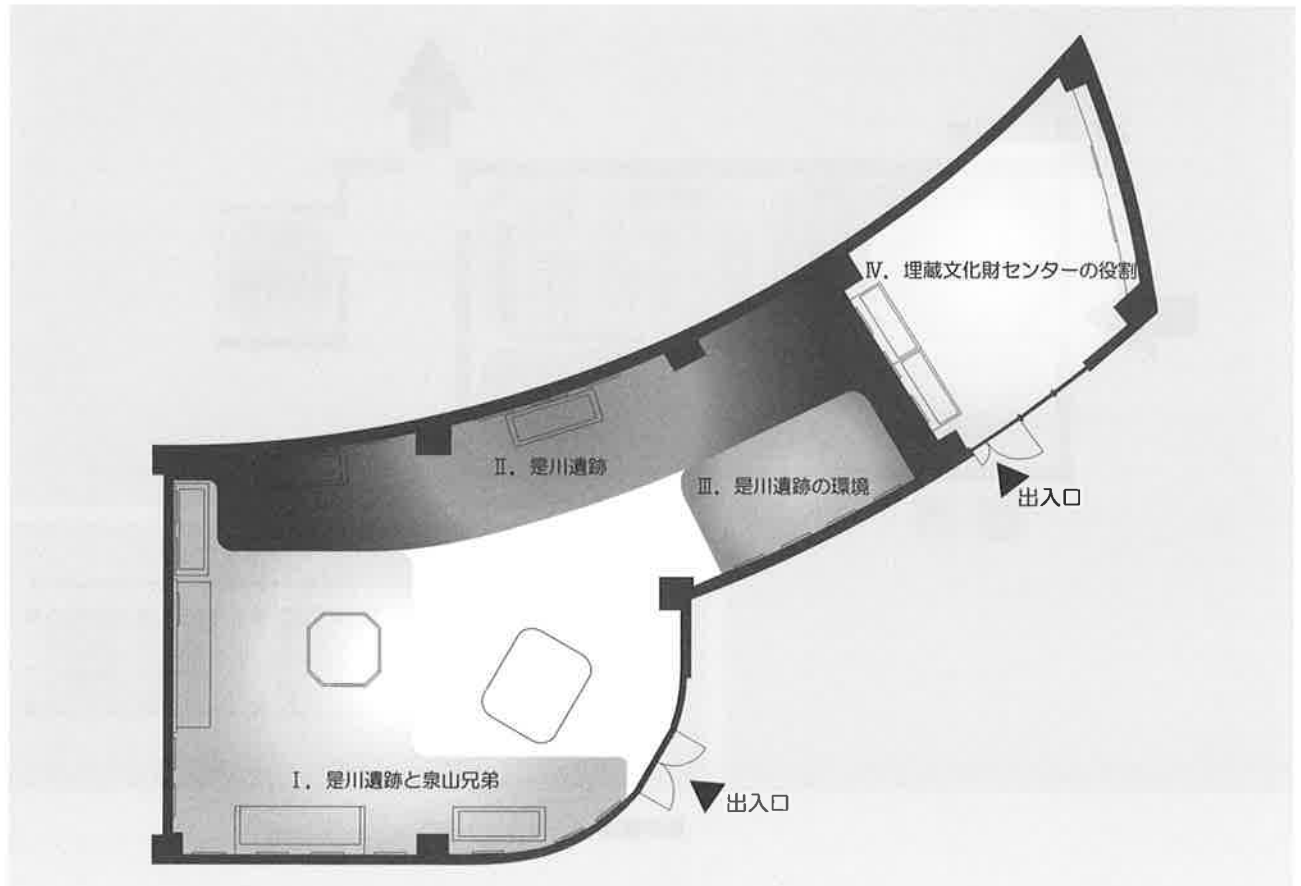 Ⅳ．埋蔵文化財センターの役割
Ⅱ．是川遺跡
Ⅲ．是川遺跡の環境
出入口
Ⅰ．是川遺跡と泉山兄弟
出入口